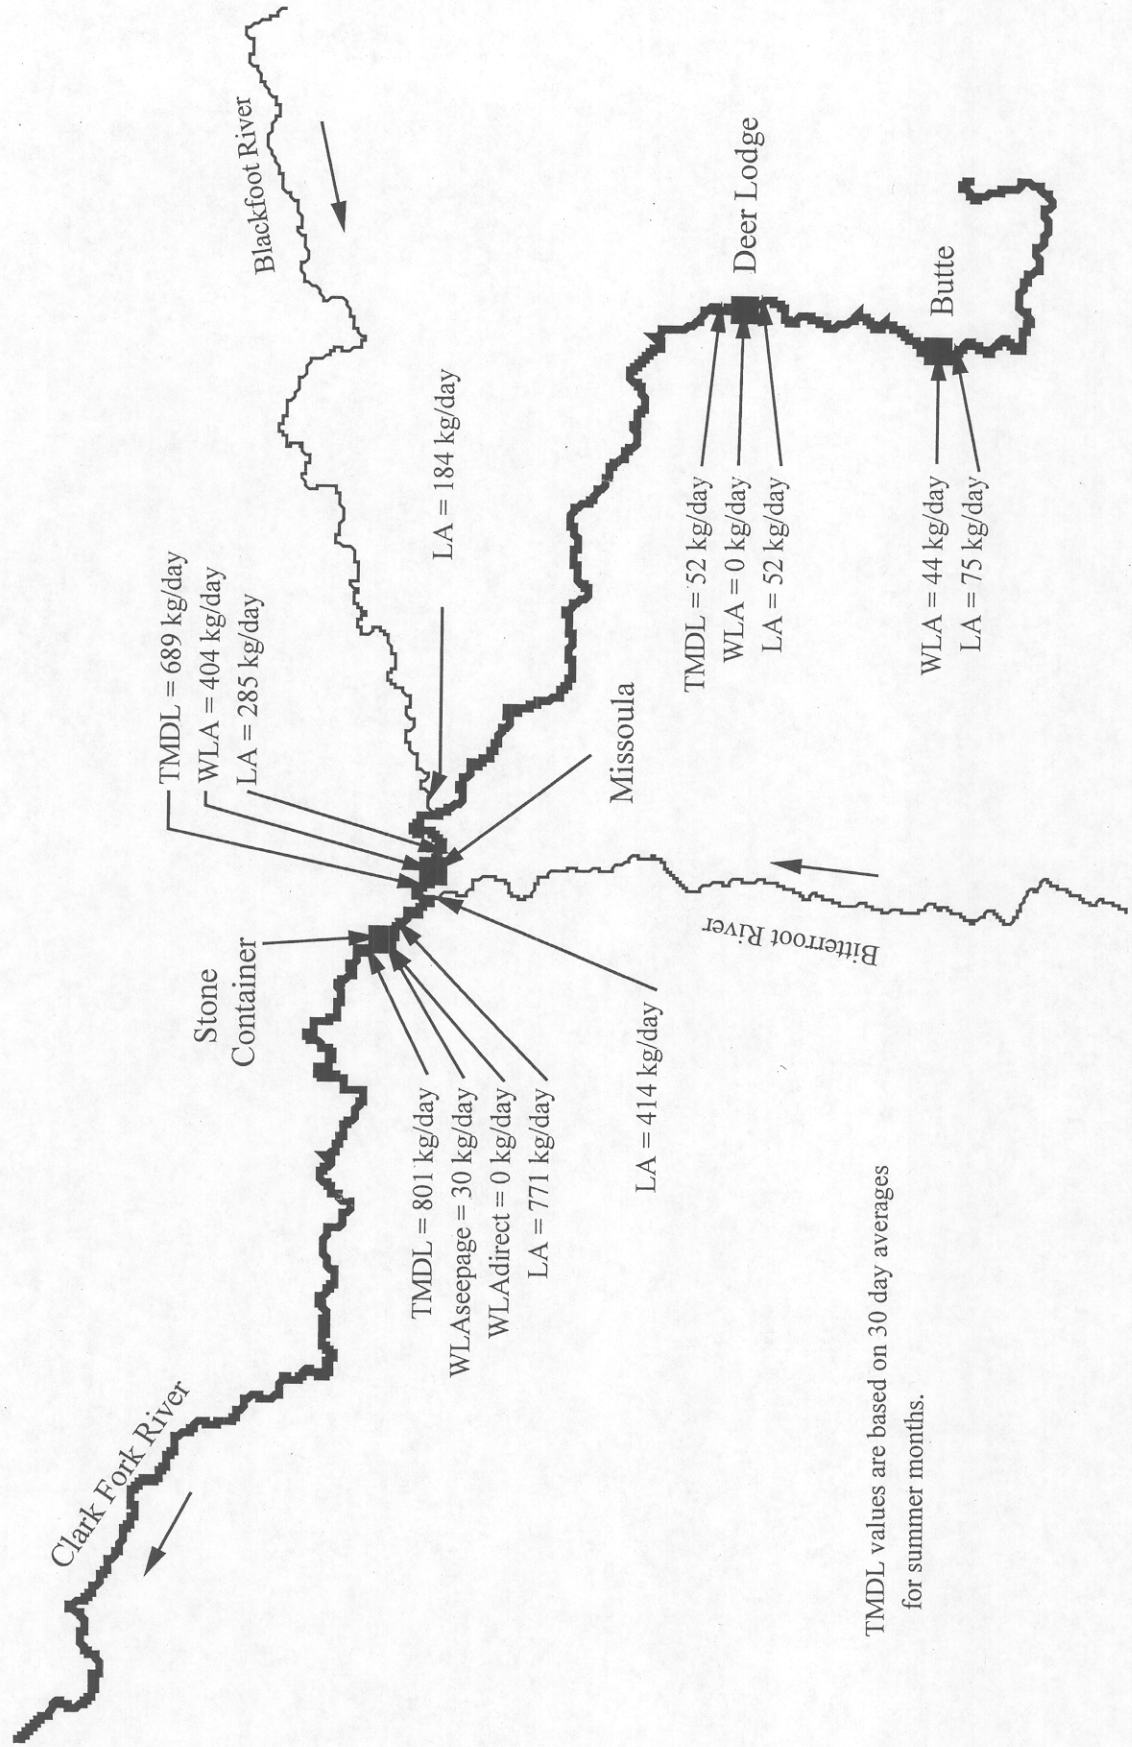 Blackfoot River
TMDL = 689 kg/day
WLA = 404 kg/day
LA = 285 kg/day
LA = 184 kg/day
Deer Lodge
TMDL = 52 kg/day
WLA = 0 kg/day
LA = 52 kg/day
Butte
WLA = 44 kg/day
LA = 75 kg/day
Missoula
Stone
Container
Bitterroot River
LA = 414 kg/day
TMDL = 801 kg/day
WLAseepage = 30 kg/day
WLAdirect = 0 kg/day
LA = 771 kg/day
Clark Fork River
TMDL values are based on 30 day averages
for summer months.